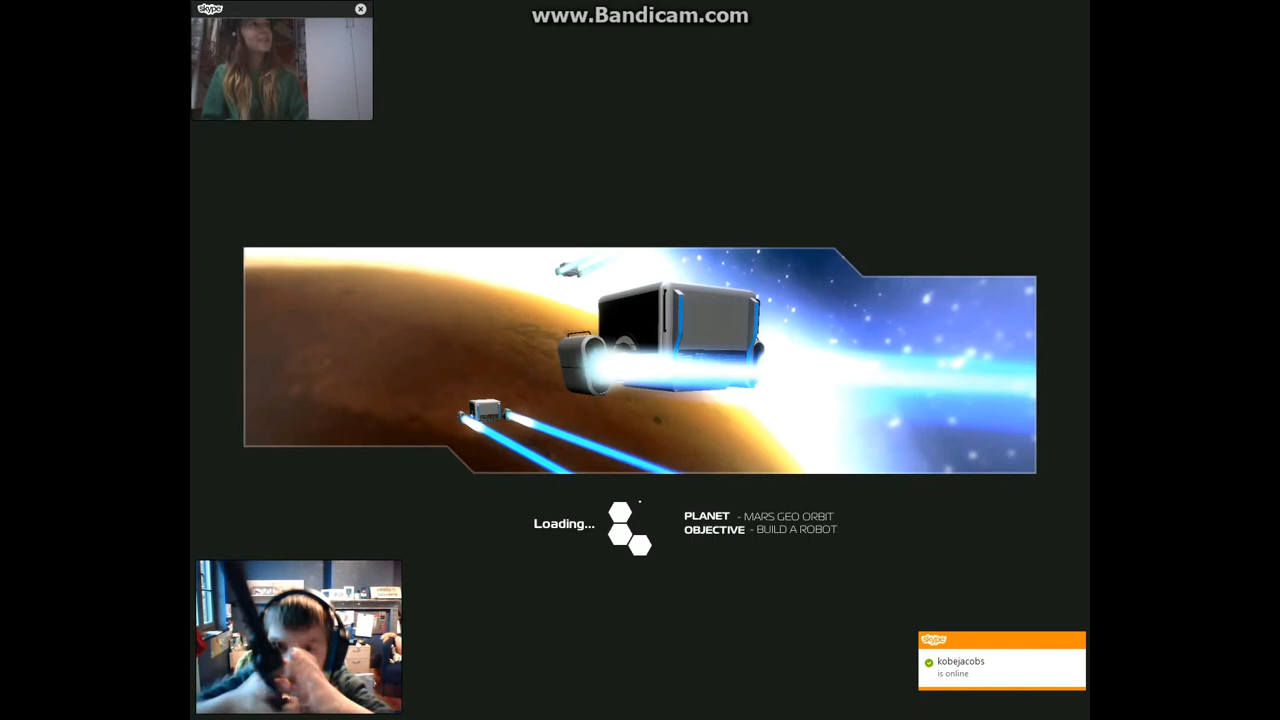 skype
www.Bandicam.com
Loading...
PLANET - MARS GEO ORBIT
OBJECTIVE - BUILD A ROBOT
skype
kobejacobs
is online